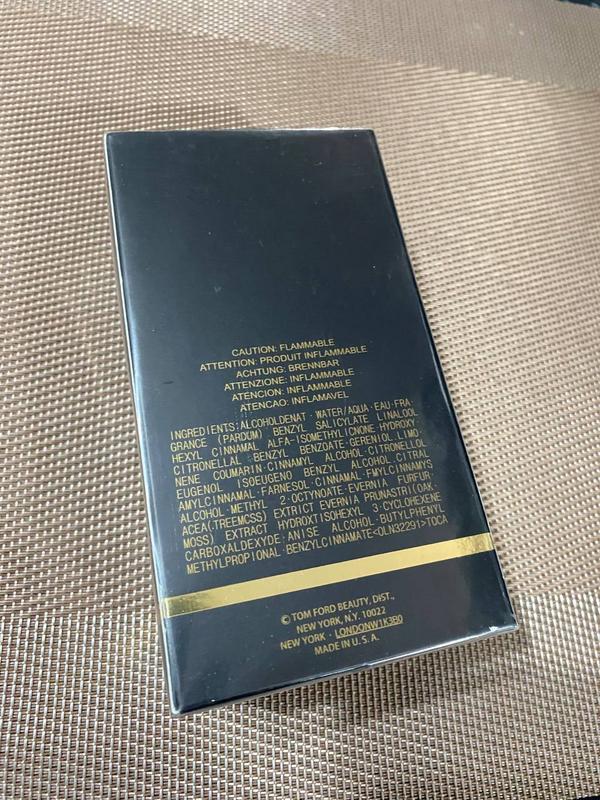 CAUTION: FLAMMABLE
ATTENTION: PRODUIT INFLAMMABLE
ACHTUNG: BRENNBAR
ATTENZIONE: INFLAMMABLE
ATENCION: INFLAMMABLE
ATENCAO: INFLAMAVEL
INGREDIENTS: ALCOHOLDENAT · WATER/AQUA · EAU · FRA-
GRANCE (PARDUM) BENZYL SALICYLATE LINALOOL
HEXYL CINNAMAL ALFA-ISOMETHYLICNONE HYDROXY·
CITRONELLAL · BENZYL BENZOATE · GERENIOL LIMO·
NENE COUMARIN · CINNAMYL ALCOHOL · CITRONELLOL
EUGENOL ISOEUGENO BENZYL ALCOHOL · CITRAL
AMYLCINNAMAL · FARNESOL · CINNAMAL · FMYLCINNAMYS
ALCOHOL · METHYL 2-OCTYNOATE · EVERNIA FURFUR·
ACEA(TREEMCSS) EXTRICT EVERNIA PRUNASTRI(OAK
MOSS) EXTRACT HYDROXTISOHEXYL 3-CYCLOHEXENE
CARBOXALDEXYDE · ANISE ALCOHOL · BUTYLPHENYL
METHYLPROPIONAL · BENZYLCINNAMATE<OLN32291>TOCA
© TOM FORD BEAUTY, DIST.,
NEW YORK, N.Y. 10022
NEW YORK · LONDONW1K3B0
MADE IN U. S. A.